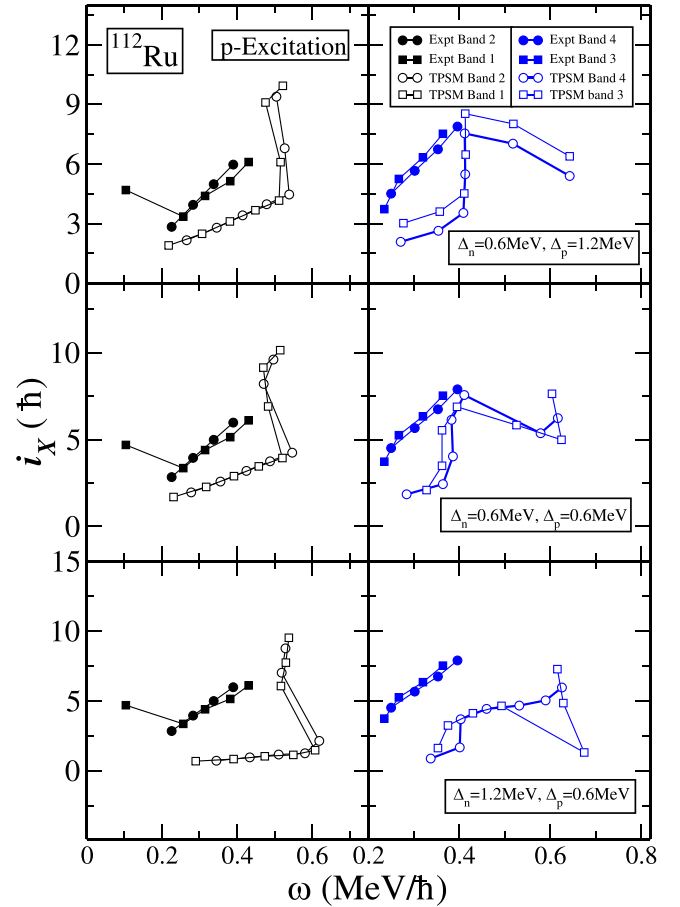 ¹¹²Ru
p-Excitation
Expt Band 2
Expt Band 1
TPSM Band 2
TPSM Band 1
Expt Band 4
Expt Band 3
TPSM Band 4
TPSM band 3
12
9
6
3
0
Δₙ=0.6MeV, Δₚ=1.2MeV
10
5
0
Δₙ=0.6MeV, Δₚ=0.6MeV
15
10
5
0
Δₙ=1.2MeV, Δₚ=0.6MeV
i_X (ħ)
0 0.2 0.4 0.6 0.2 0.4 0.6 0.8
ω (MeV/ħ)